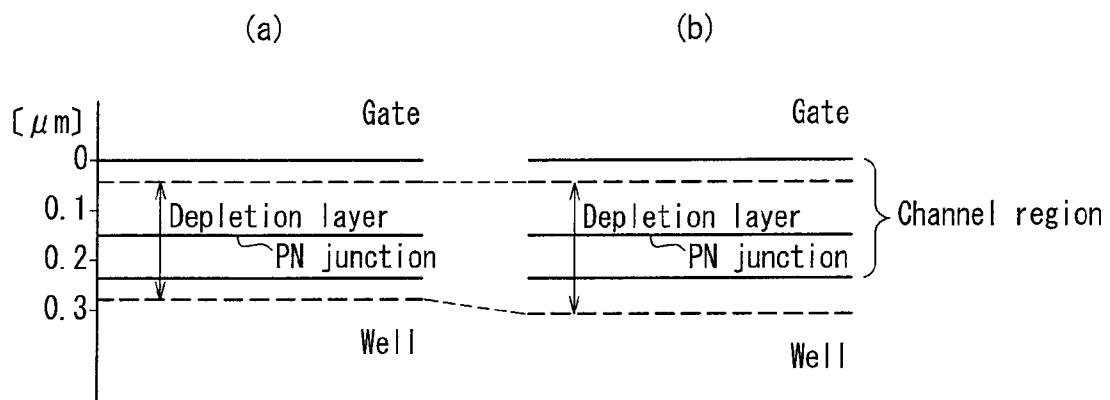 (a) (b)
Gate Gate
[μm]
0
0.1
Depletion layer Depletion layer
Channel region
PN junction PN junction
0.2
0.3
Well Well